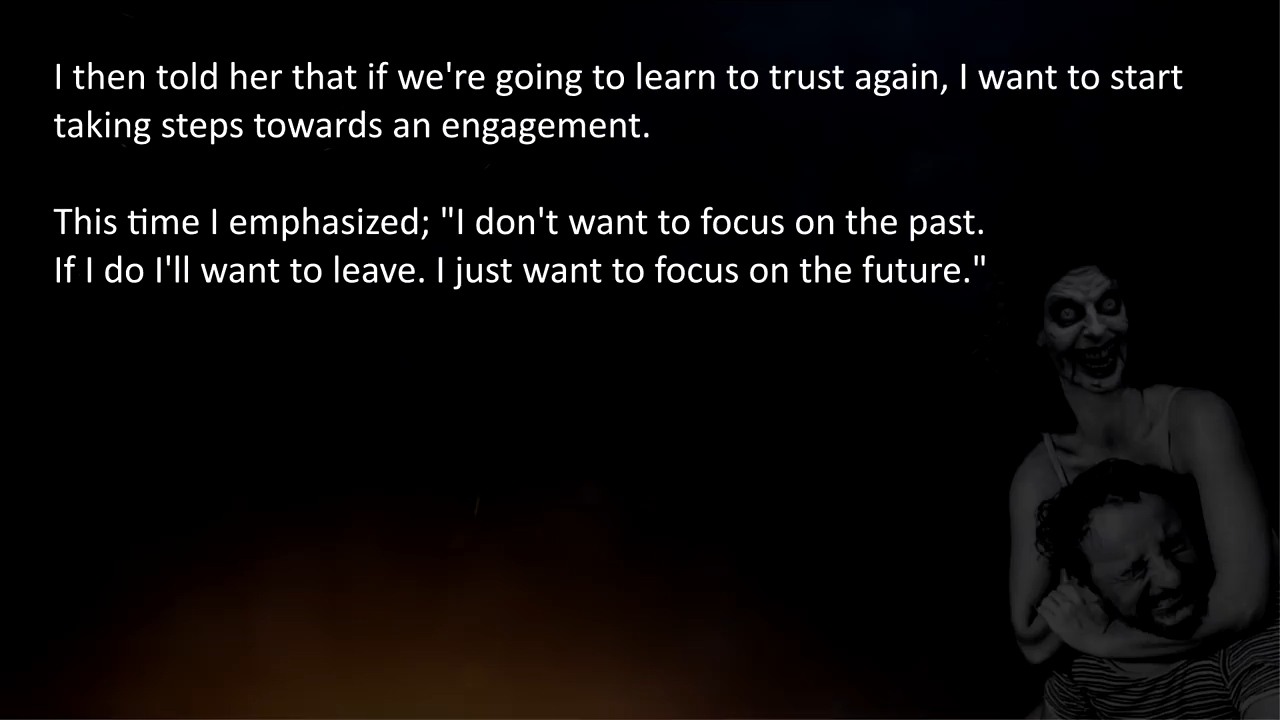 I then told her that if we're going to learn to trust again, I want to start
taking steps towards an engagement.
This time I emphasized; "I don't want to focus on the past.
If I do I'll want to leave. I just want to focus on the future."